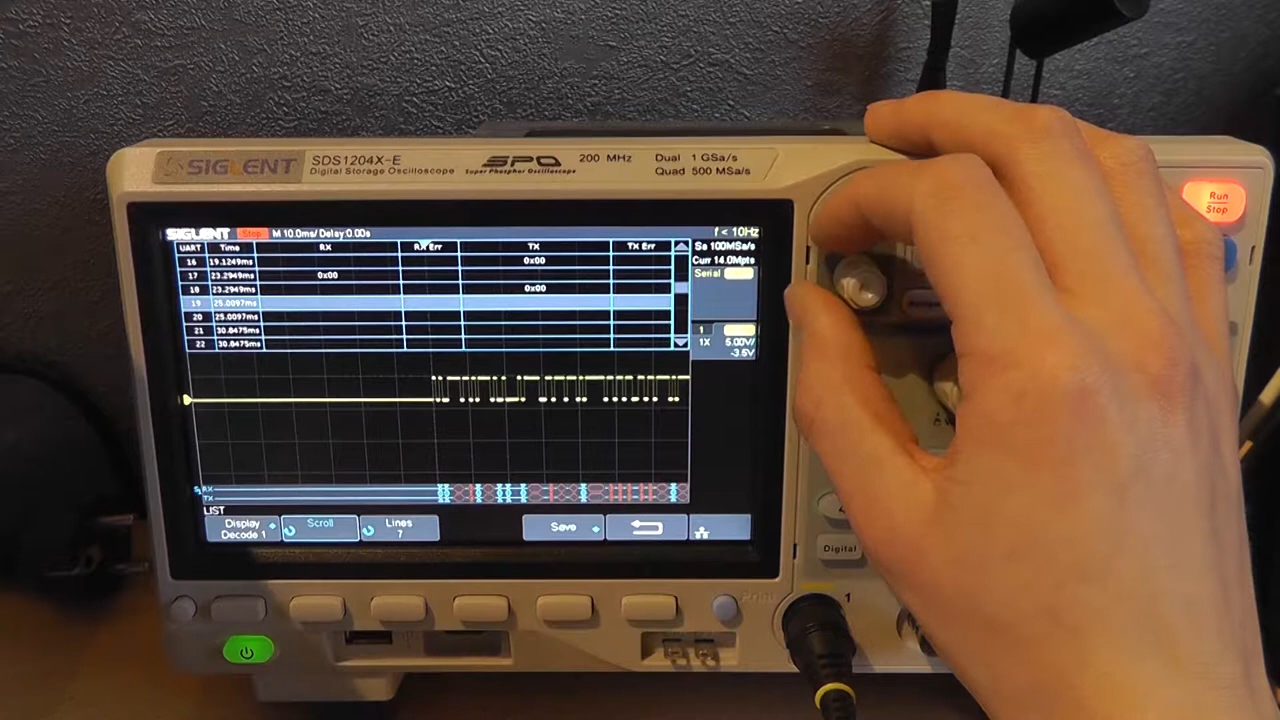 SIGLENT SDS1204X-E SPO 200 MHz Dual 1 GSa/s
Digital Storage Oscilloscope Super Phosphor Oscilloscope Quad 500 MSa/s
Run
Stop
SIGLENT Stop M 10.0ms/ Delay:0.00s f < 10Hz
UART Time RX RX Err TX TX Err Sa 100MSa/s
16 19.1249ms 0x00 Curr 14.0Mpts
17 23.2949ms 0x00 Serial
18 23.2949ms 0x00
19 25.0097ms
20 25.0097ms
21 30.8475ms 1
22 30.8475ms 1X 5.00V/
-3.5V
RX
TX
LIST
Display Scroll Lines Save
Decode 1 7
Digital
Print
1